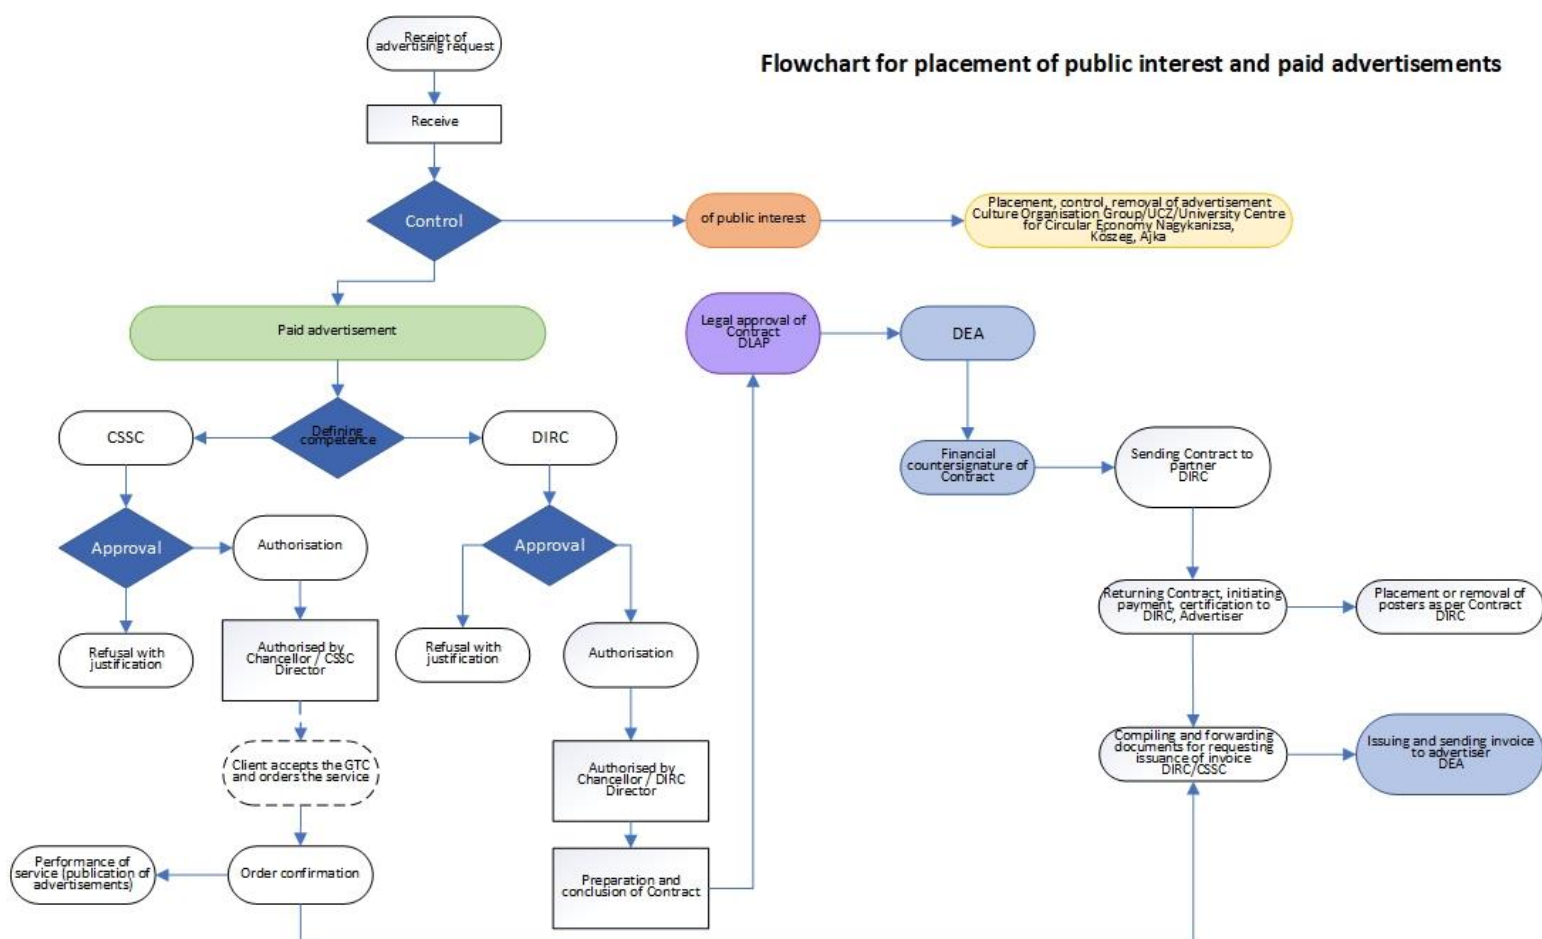 Receipt of
advertising request
Flowchart for placement of public interest and paid advertisements
Receive
Control
of public interest
Placement, control, removal of advertisement
Culture Organisation Group/UCZ/University Centre
for Circular Economy Nagykanizsa,
Kőszeg, Ajka
Paid advertisement
Legal approval of
Contract
DLAP
DEA
CSSC
Defining
competence
DIRC
Financial
countersignature of
Contract
Sending Contract to
partner
DIRC
Approval
Authorisation
Approval
Returning Contract, initiating
payment, certification to
DIRC, Advertiser
Placement or removal of
posters as per Contract
DIRC
Refusal with
justification
Authorised by
Chancellor / CSSC
Director
Refusal with
justification
Authorisation
Client accepts the GTC
and orders the service
Authorised by
Chancellor / DIRC
Director
Compiling and forwarding
documents for requesting
issuance of invoice
DIRC/CSSC
Issuing and sending invoice
to advertiser
DEA
Performance of
service (publication of
advertisements)
Order confirmation
Preparation and
conclusion of Contract